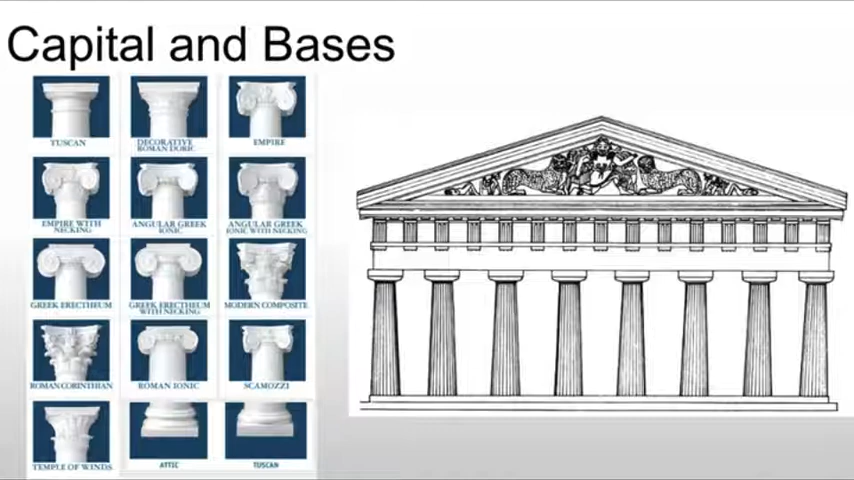 Capital and Bases
TUSCAN
DECORATIVE
ROMAN DORIC
EMPIRE
EMPIRE WITH
NECKING
ANGULAR GREEK
IONIC
ANGULAR GREEK
IONIC WITH NECKING
GREEK ERECTHEUM
GREEK ERECTHEUM
WITH NECKING
MODERN COMPOSITE
ROMAN CORINTHIAN
ROMAN IONIC
SCAMOZZI
TEMPLE OF WINDS
ATTIC
TUSCAN